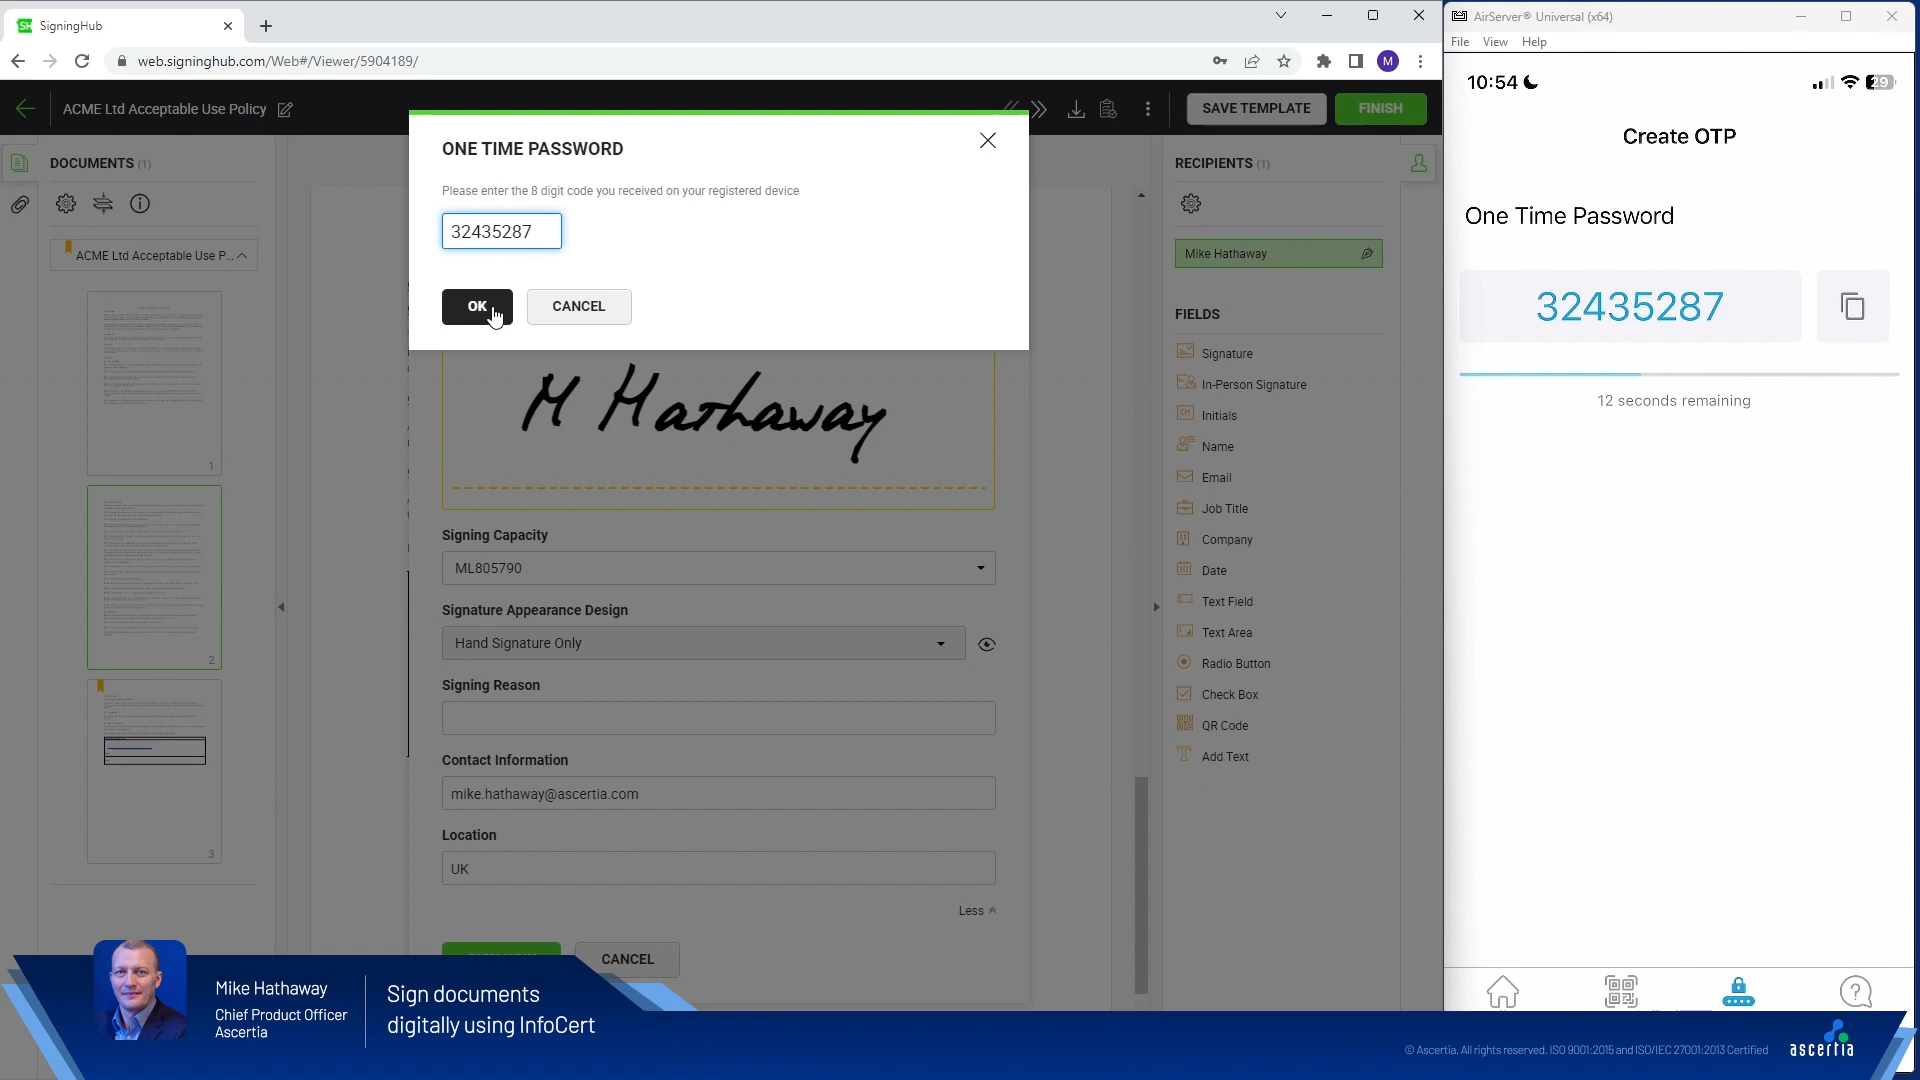 SigningHub
web.signinghub.com/Web#/Viewer/5904189/
M
ACME Ltd Acceptable Use Policy
SAVE TEMPLATE
FINISH
DOCUMENTS (1)
ACME Ltd Acceptable Use P...
1
2
3
ONE TIME PASSWORD
Please enter the 8 digit code you received on your registered device
32435287
OK
CANCEL
M Hathaway
Signing Capacity
ML805790
Signature Appearance Design
Hand Signature Only
Signing Reason
Contact Information
mike.hathaway@ascertia.com
Location
UK
Less
CANCEL
RECIPIENTS (1)
Mike Hathaway
FIELDS
Signature
In-Person Signature
Initials
Name
Email
Job Title
Company
Date
Text Field
Text Area
Radio Button
Check Box
QR Code
Add Text
AirServer® Universal (x64)
File View Help
10:54
29
Create OTP
One Time Password
32435287
12 seconds remaining
Mike Hathaway
Chief Product Officer
Ascertia
Sign documents
digitally using InfoCert
© Ascertia. All rights reserved. ISO 9001:2015 and ISO/IEC 27001:2013 Certified
ascertia